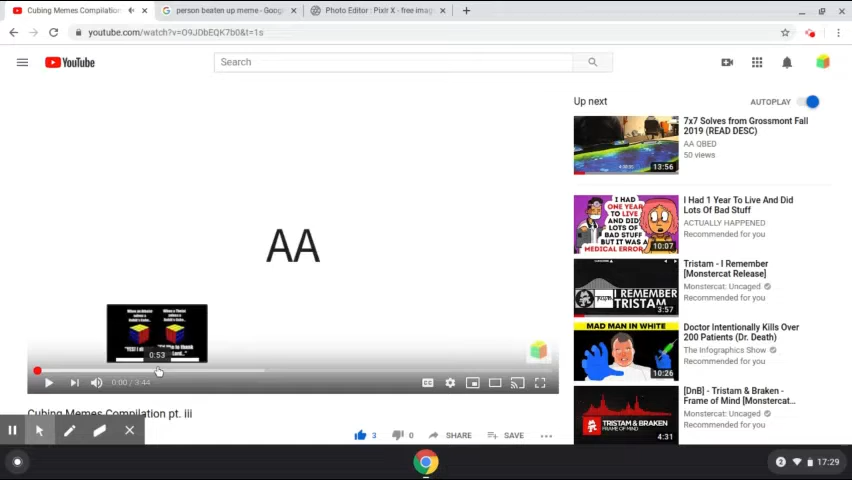 Cubing Memes Compilation
person beaten up meme - Goog
Photo Editor : Pixlr X - free imag
youtube.com/watch?v=O9JDbEQK7b0&t=1s
YouTube
Search
AA
0:53
0:00 / 3:44
CC
Cubing Memes Compilation pt. iii
3
0
SHARE
SAVE
Up next
AUTOPLAY
13:56
7x7 Solves from Grossmont Fall
2019 (READ DESC)
AA QBED
50 views
I HAD
ONE YEAR
TO LIVE
AND DID
LOTS OF
BAD STUFF
BUT IT WAS A
MEDICAL ERROR
10:07
I Had 1 Year To Live And Did
Lots Of Bad Stuff
ACTUALLY HAPPENED
Recommended for you
I REMEMBER
TRISTAM
3:57
Tristam - I Remember
[Monstercat Release]
Monstercat: Uncaged
Recommended for you
MAD MAN IN WHITE
10:26
Doctor Intentionally Kills Over
200 Patients (Dr. Death)
The Infographics Show
Recommended for you
TRISTAM & BRAKEN
FRAME OF MIND
4:31
[DnB] - Tristam & Braken -
Frame of Mind [Monstercat...
Monstercat: Uncaged
Recommended for you
2
17:29